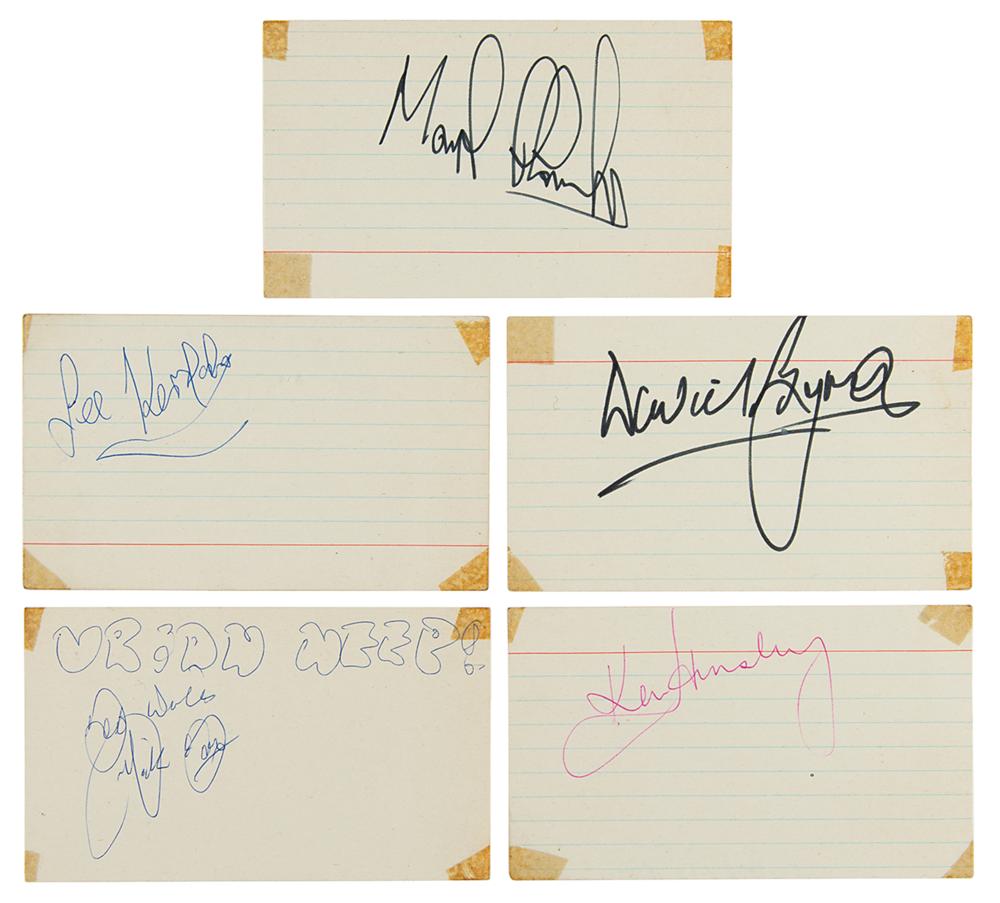 Lee Kerslake
David Byron
URIAH HEEP!
Best Wishes
Mick Box
Ken Hensley